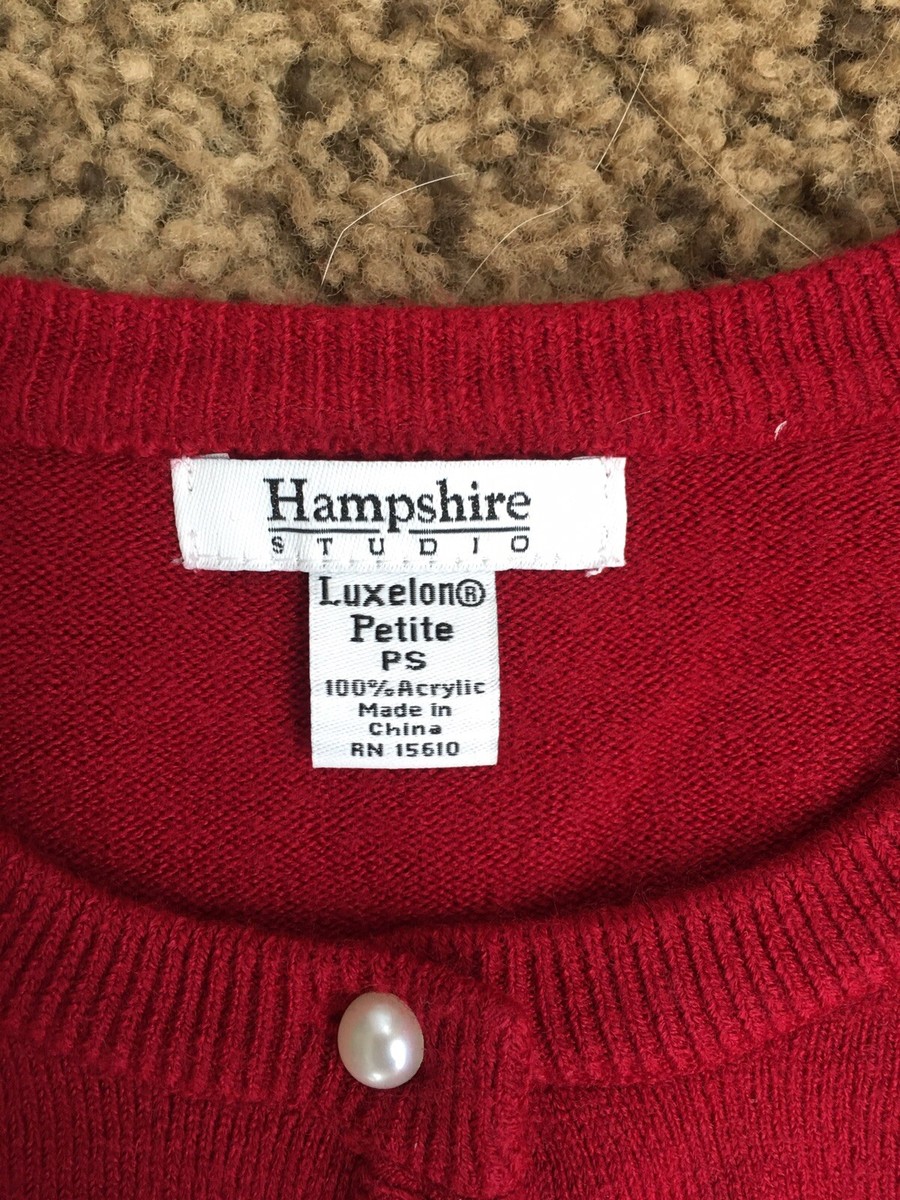 Hampshire
STUDIO
Luxelon®
Petite
PS
100% Acrylic
Made in
China
RN 15610